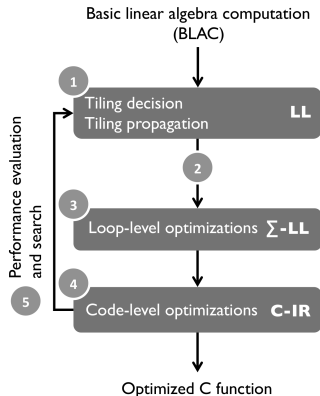 Basic linear algebra computation
(BLAC)
1
Tiling decision
Tiling propagation
LL
2
3
Loop-level optimizations ∑-LL
4
Code-level optimizations C-IR
Performance evaluation
and search
5
Optimized C function